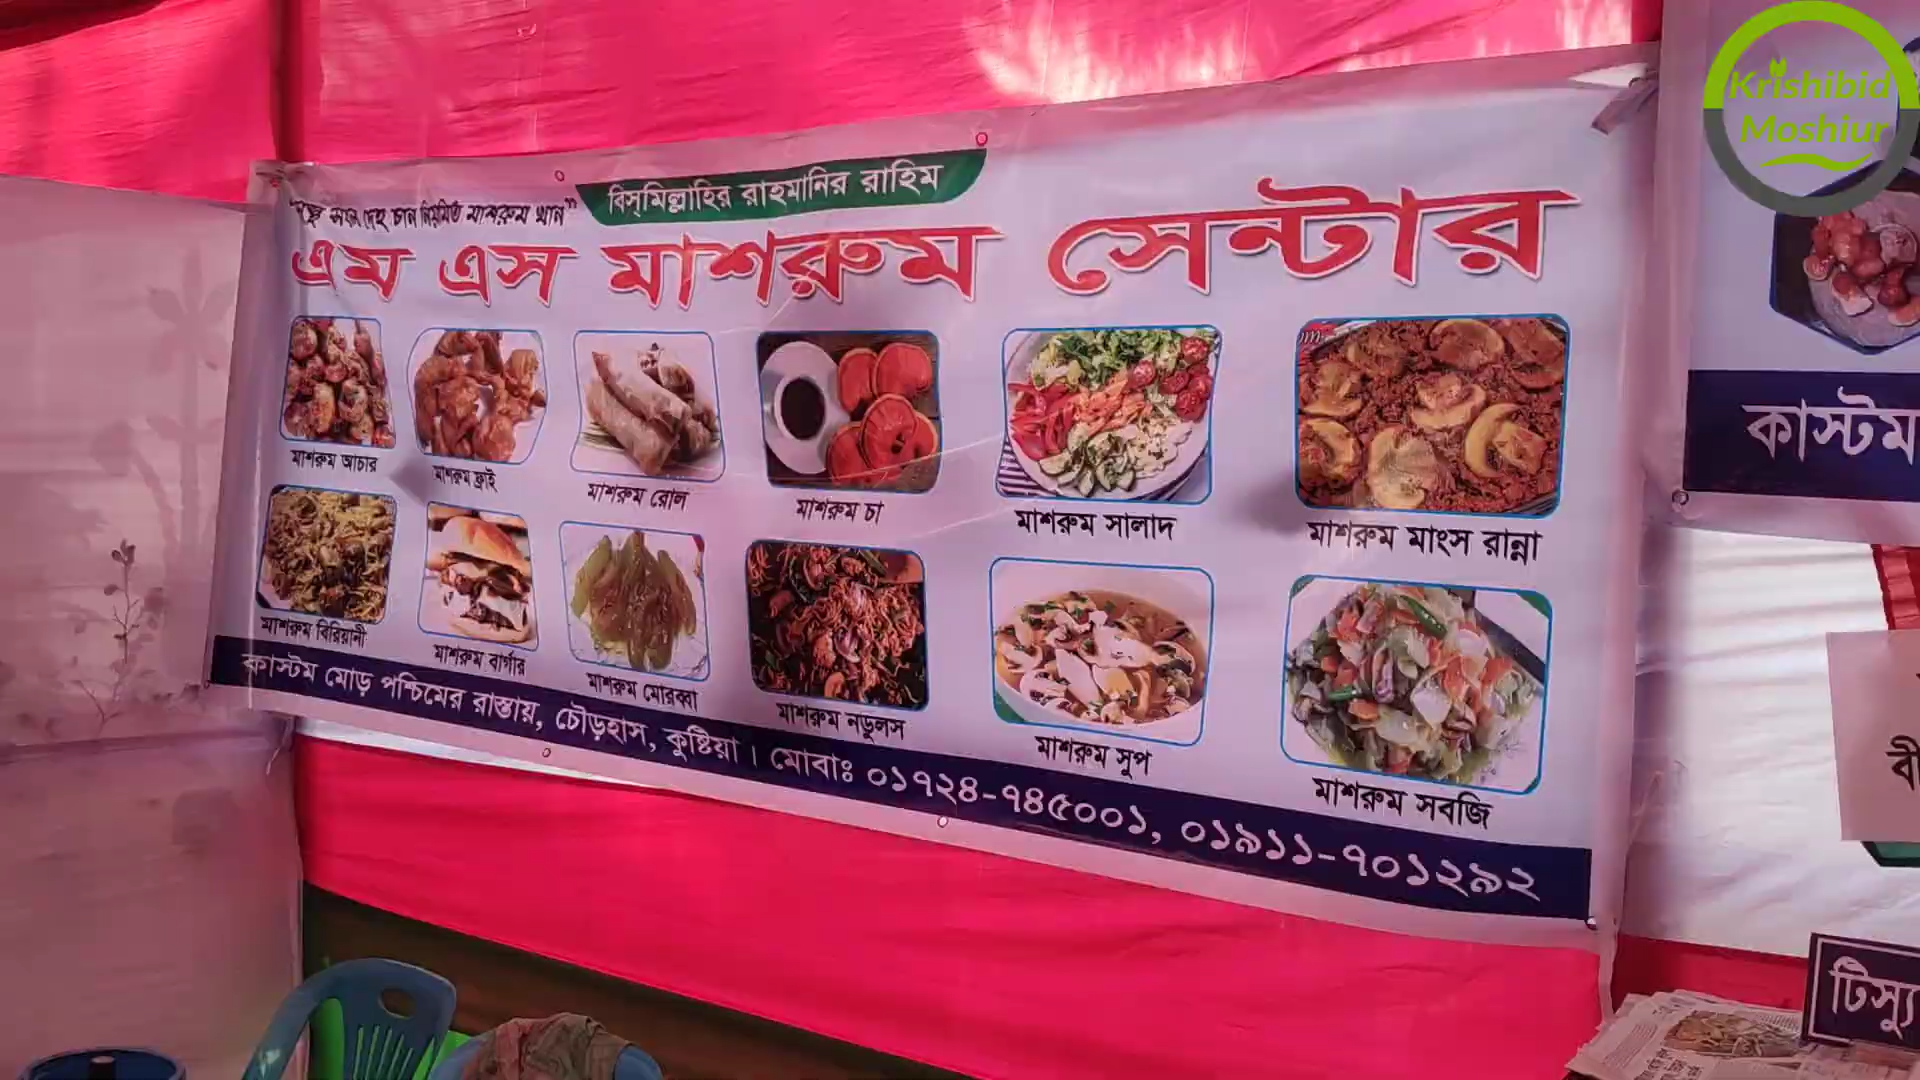 Krishibid
Moshiur
বিস্‌মিল্লাহির রাহমানির রাহিম
দেহ চান নিয়মিত মাশরুম খান"
এম এস মাশরুম সেন্টার
মাশরুম আচার
মাশরুম ফ্রাই
মাশরুম রোল
মাশরুম চা
মাশরুম সালাদ
মাশরুম মাংস রান্না
মাশরুম বিরিয়ানী
মাশরুম বার্গার
মাশরুম মোরব্বা
মাশরুম নডুলস
মাশরুম সুপ
মাশরুম সবজি
কাস্টম মোড় পশ্চিমের রাস্তায়, চৌড়হাস, কুষ্টিয়া। মোবাঃ ০১৭২৪-৭৪৫০০১, ০১৯১১-৭০১২৯২
কাস্টম
টিস্যু